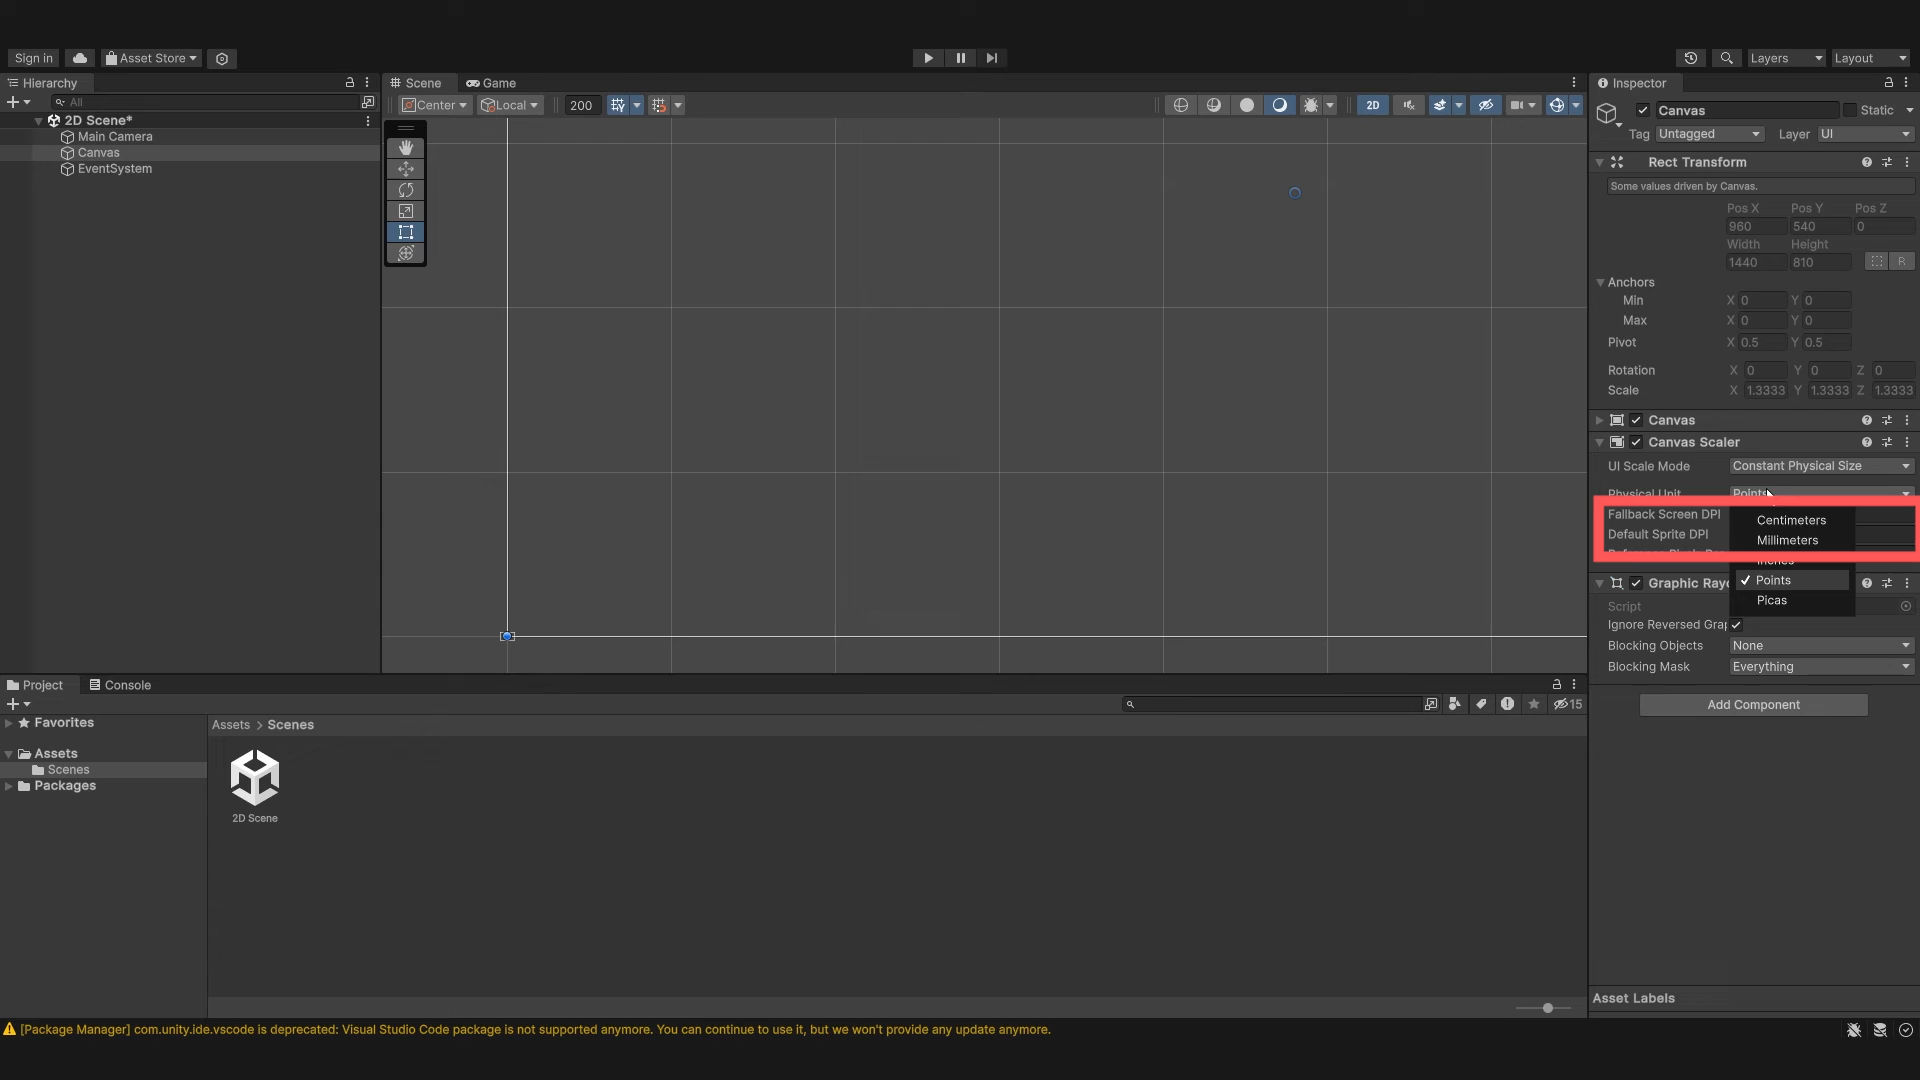 Sign in
Asset Store
Layers
Layout
Hierarchy
All
2D Scene*
Main Camera
Canvas
EventSystem
Scene
Game
Center
Local
200
2D
Inspector
Canvas
Static
Tag
Untagged
Layer
UI
Rect Transform
Some values driven by Canvas.
Pos X
Pos Y
Pos Z
960
540
0
Width
Height
1440
810
R
Anchors
Min
X 0
Y 0
Max
X 0
Y 0
Pivot
X 0.5
Y 0.5
Rotation
X 0
Y 0
Z 0
Scale
X 1.3333
Y 1.3333
Z 1.3333
Canvas
Canvas Scaler
UI Scale Mode
Constant Physical Size
Physical Unit
Points
Fallback Screen DPI
Default Sprite DPI
Centimeters
Millimeters
Inches
Points
Picas
Graphic Rayc
Script
Ignore Reversed Grap
Blocking Objects
None
Blocking Mask
Everything
Add Component
Asset Labels
Project
Console
15
Favorites
Assets
Scenes
Packages
Assets > Scenes
2D Scene
[Package Manager] com.unity.ide.vscode is deprecated: Visual Studio Code package is not supported anymore. You can continue to use it, but we won't provide any update anymore.